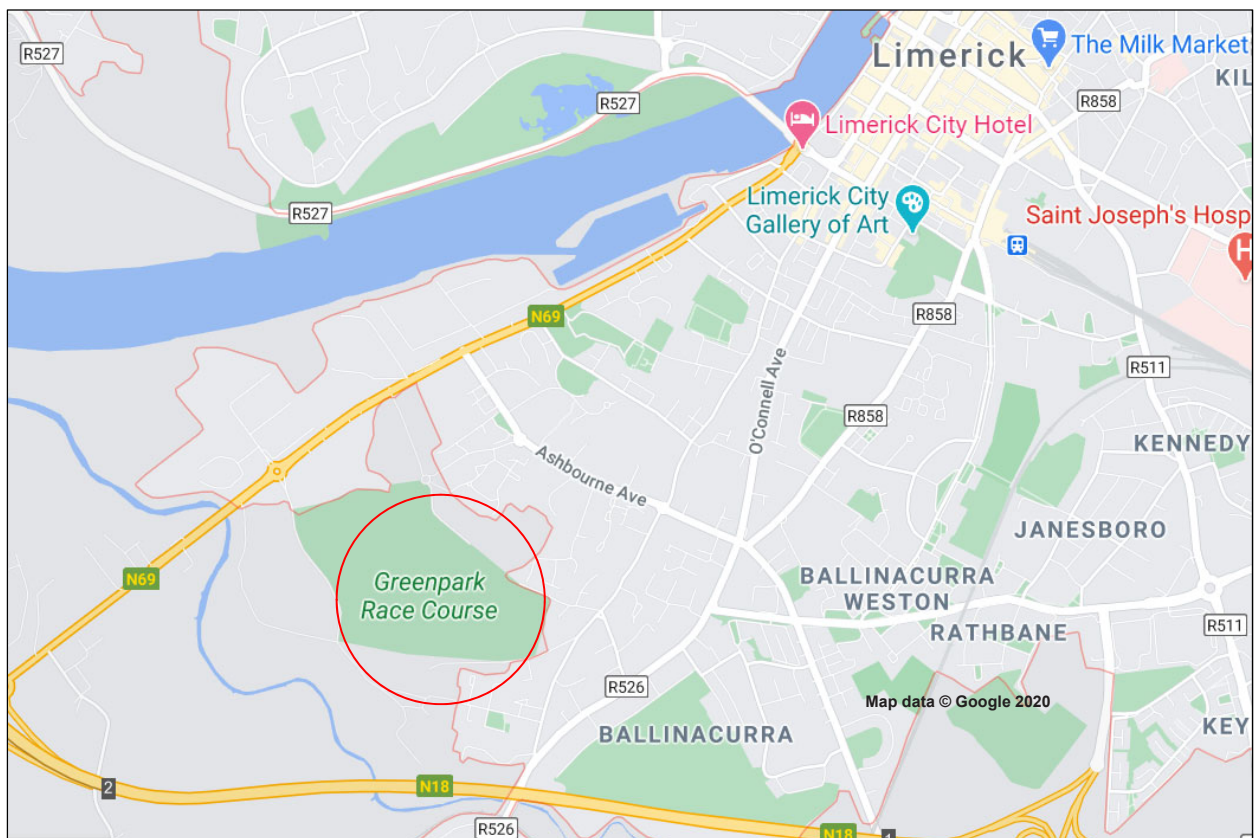 R527
Limerick
The Milk Market
KIL
R527
R858
Limerick City Hotel
Limerick City
Gallery of Art
R527
Saint Joseph's Hosp
H
N69
R858
R511
O'Connell Ave
R858
KENNEDY
Ashbourne Ave
JANESBORO
N69
Greenpark
Race Course
BALLINACURRA
WESTON
RATHBANE
R511
R526
Map data © Google 2020
BALLINACURRA
KEY
2
N18
R526
N18
1